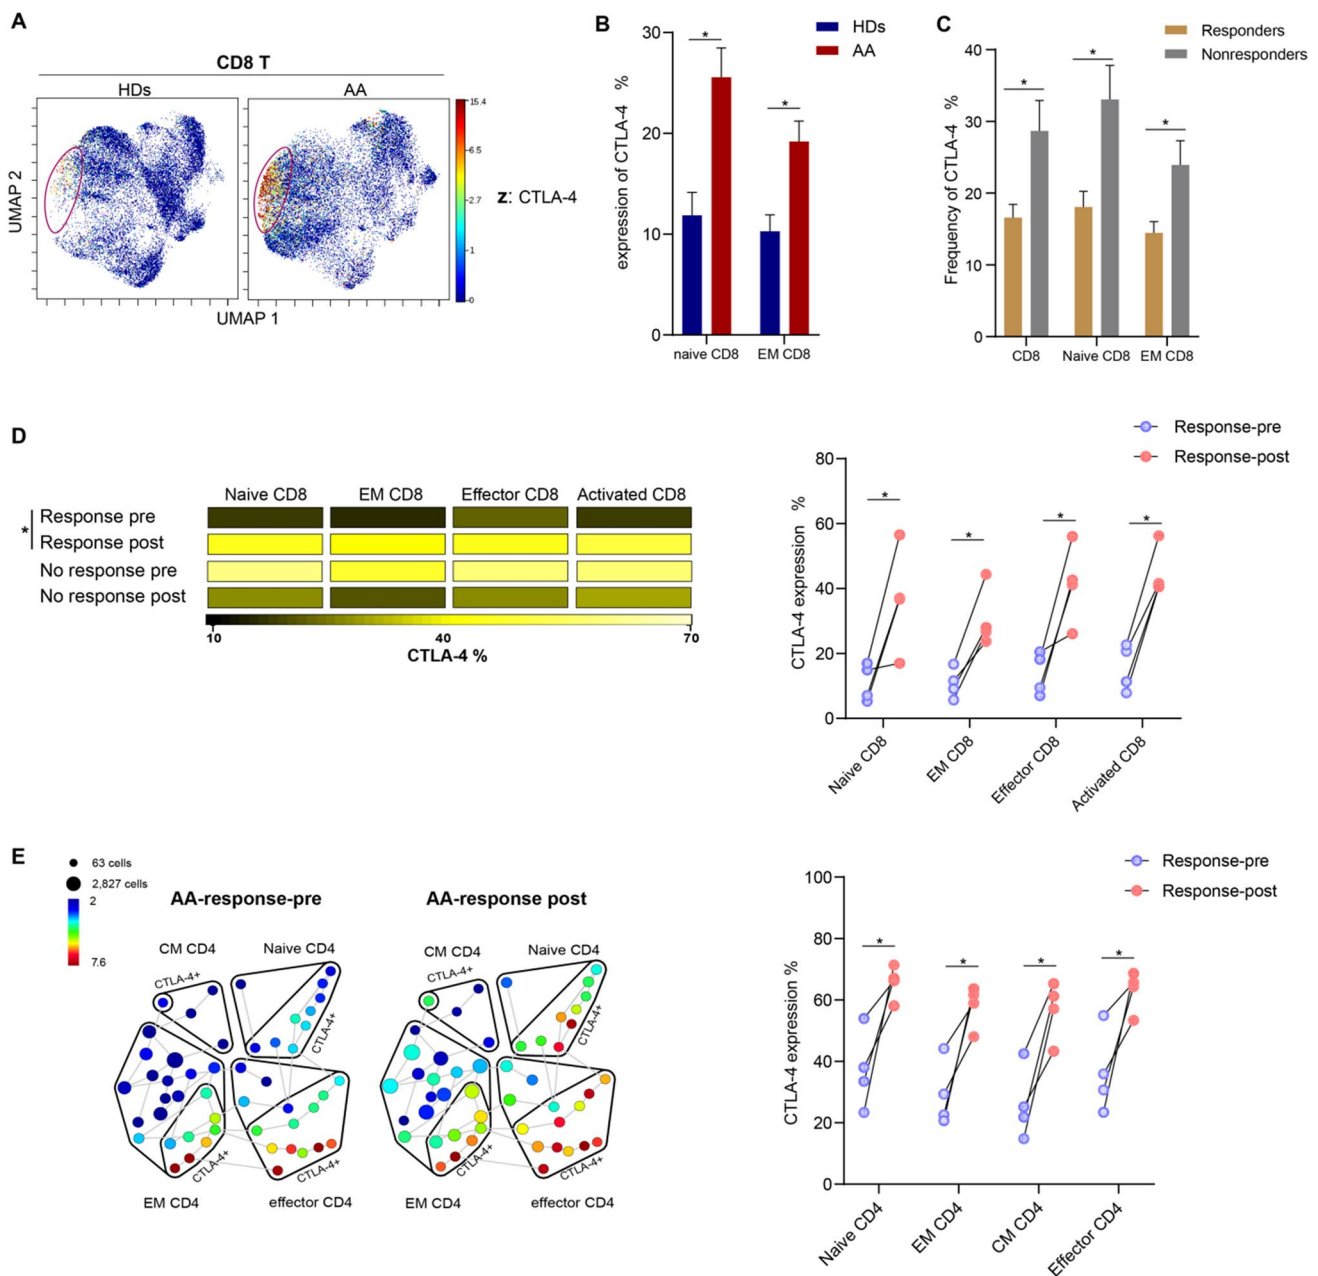 A
CD8 T
HDs
AA
UMAP 2
UMAP 1
15.4
6.5
2.7
1
0
z: CTLA-4
B
HDs
AA
expression of CTLA-4 %
30
20
10
0
*
*
naive CD8
EM CD8
C
Responders
Nonresponders
Frequency of CTLA-4 %
40
30
20
10
0
*
*
*
CD8
Naive CD8
EM CD8
D
Naive CD8
EM CD8
Effector CD8
Activated CD8
*
Response pre
Response post
No response pre
No response post
10
40
70
CTLA-4 %
Response-pre
Response-post
CTLA-4 expression %
80
60
40
20
0
*
*
*
*
Naive CD8
EM CD8
Effector CD8
Activated CD8
E
63 cells
2,827 cells
2
7.6
AA-response-pre
CM CD4
Naive CD4
CTLA-4+
CTLA-4+
CTLA-4+
CTLA-4+
EM CD4
effector CD4
AA-response post
CM CD4
Naive CD4
CTLA-4+
CTLA-4+
CTLA-4+
CTLA-4+
EM CD4
effector CD4
Response-pre
Response-post
CTLA-4 expression %
100
80
60
40
20
0
*
*
*
*
Naive CD4
EM CD4
CM CD4
Effector CD4